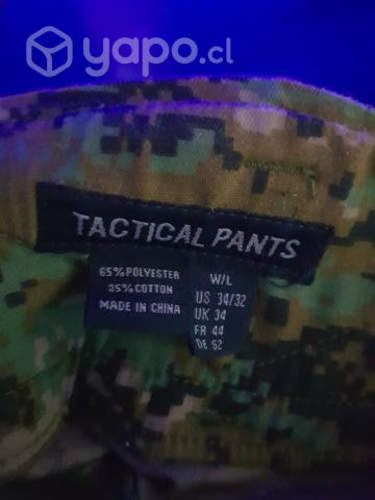 yapo.cl
TACTICAL PANTS
65% POLYESTER
35% COTTON
MADE IN CHINA
W/L
US 34/32
UK 34
FR 44
DE 52